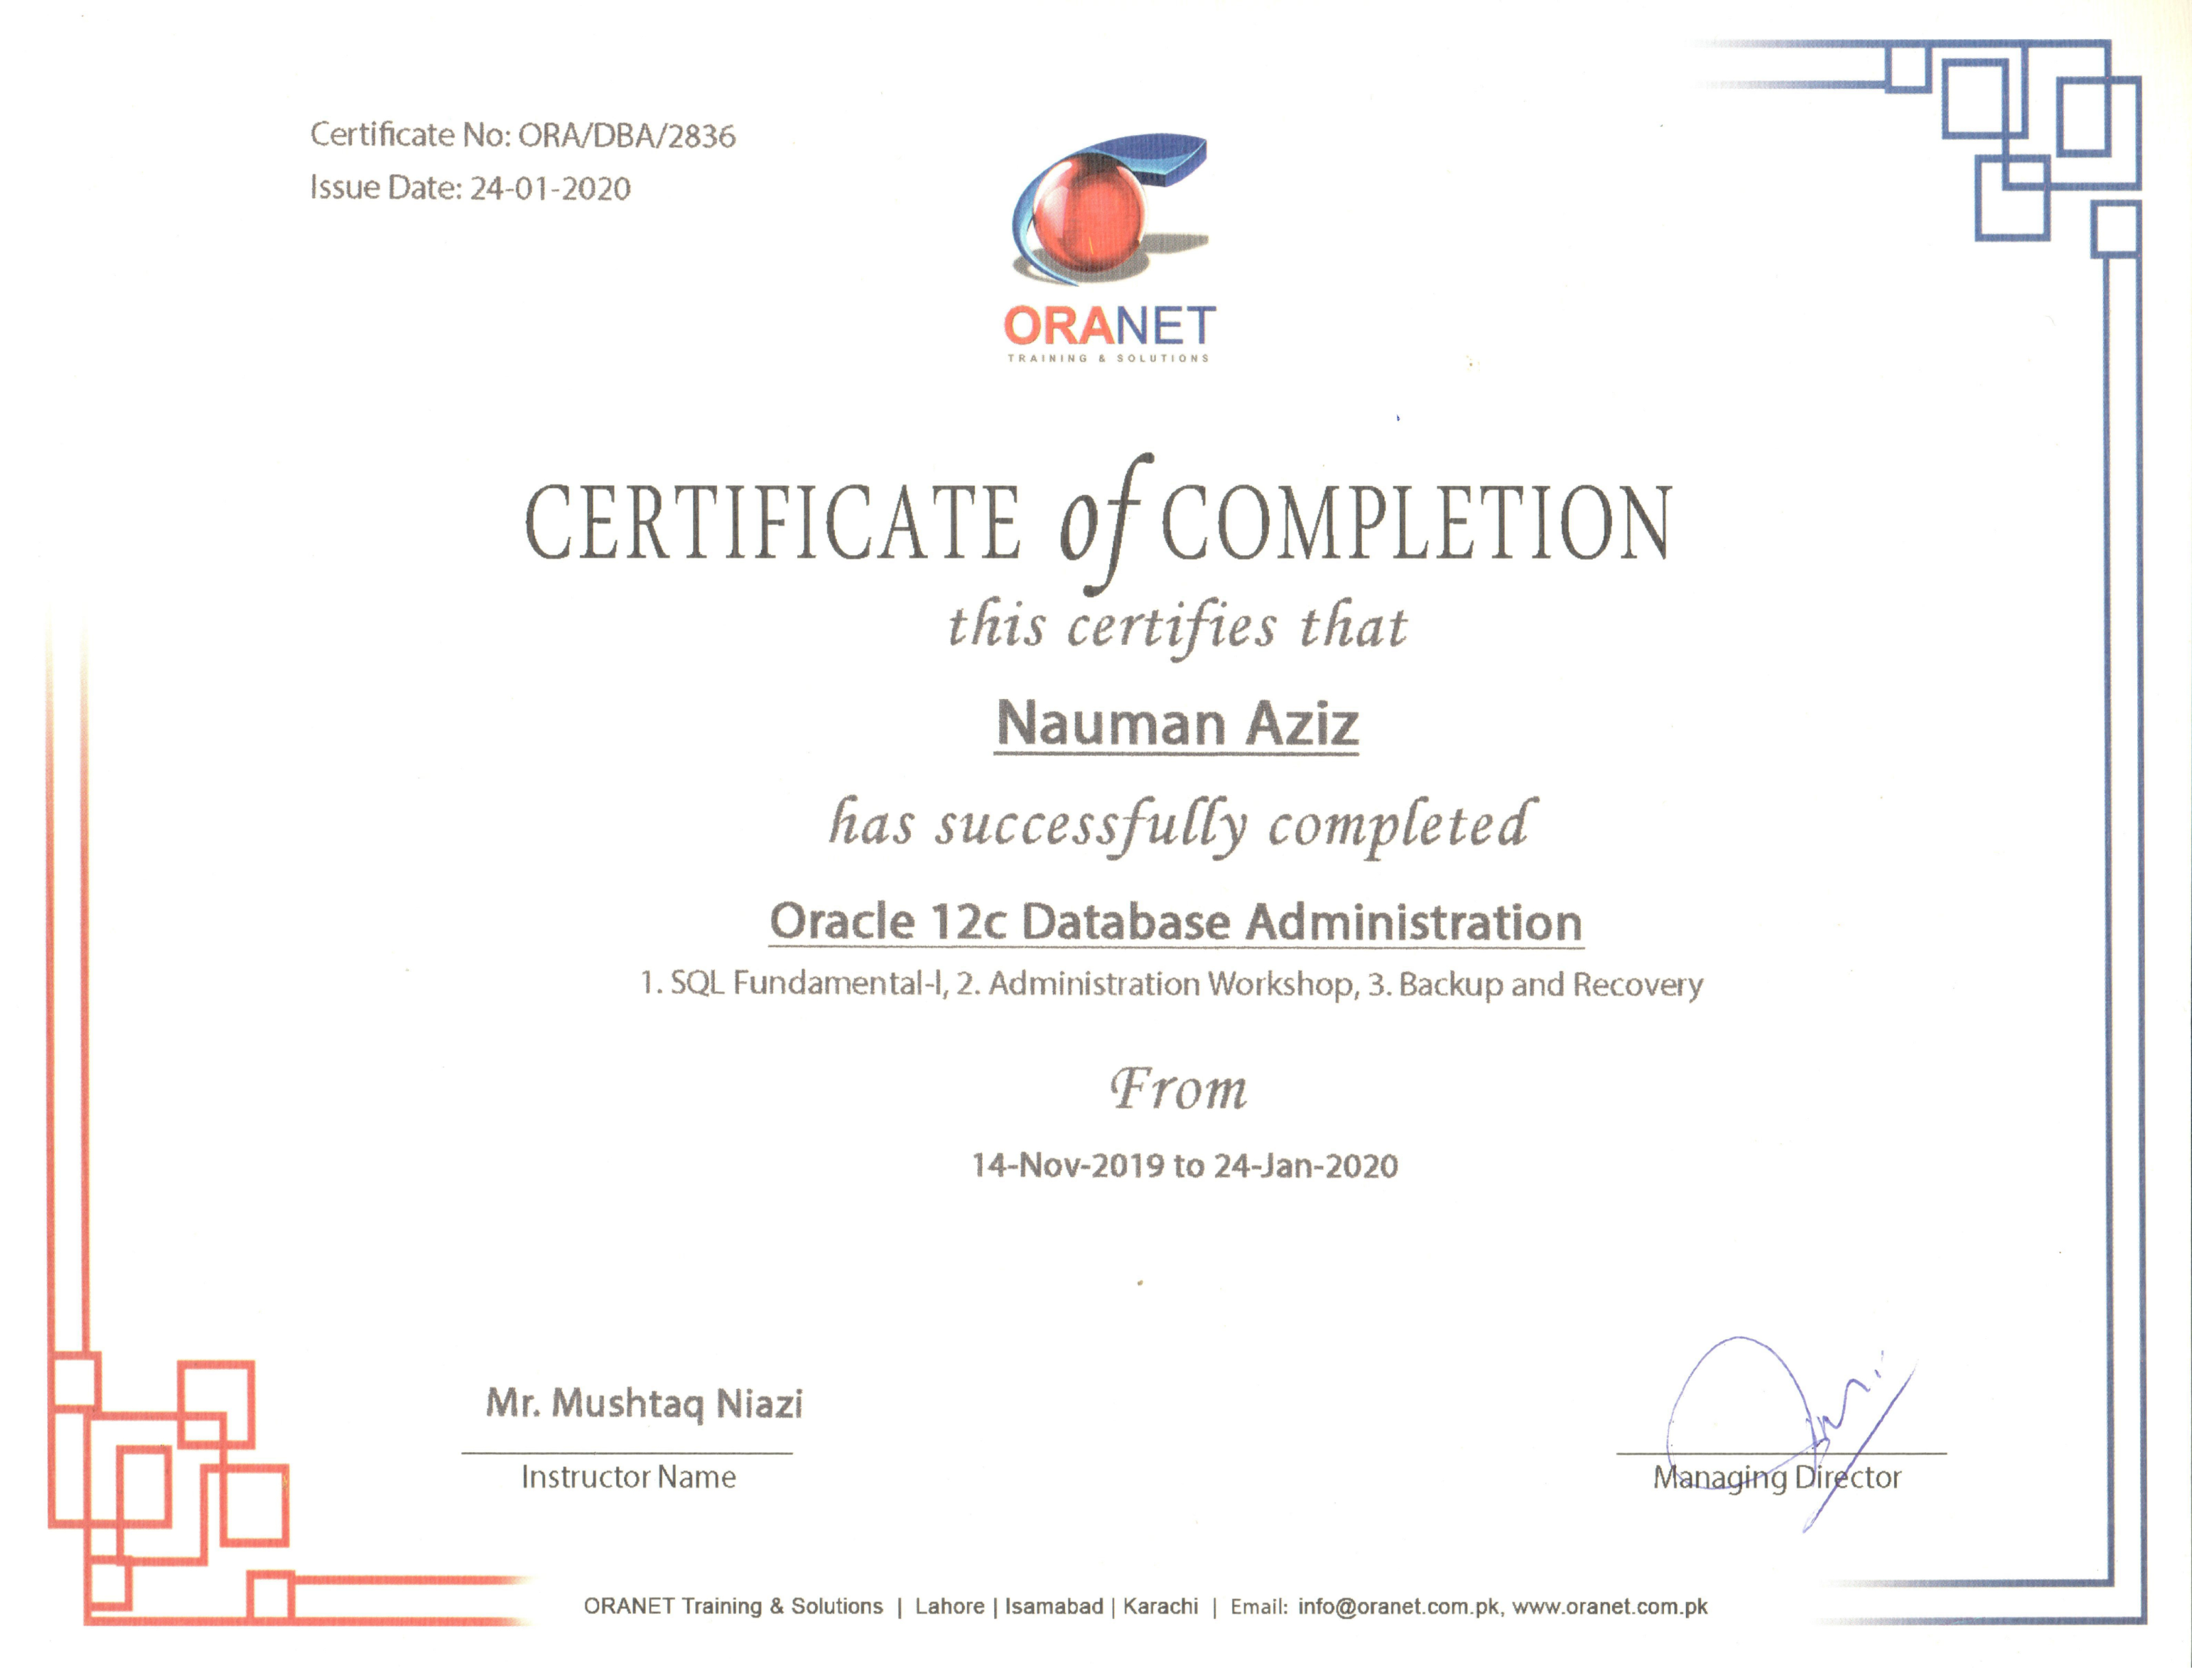 Certificate No: ORA/DBA/2836
Issue Date: 24-01-2020
ORANET
TRAINING & SOLUTIONS
CERTIFICATE of COMPLETION
this certifies that
Nauman Aziz
has successfully completed
Oracle 12c Database Administration
1. SQL Fundamental-I, 2. Administration Workshop, 3. Backup and Recovery
From
14-Nov-2019 to 24-Jan-2020
Mr. Mushtaq Niazi
Instructor Name
Managing Director
ORANET Training & Solutions | Lahore | Isamabad | Karachi | Email: info@oranet.com.pk, www.oranet.com.pk